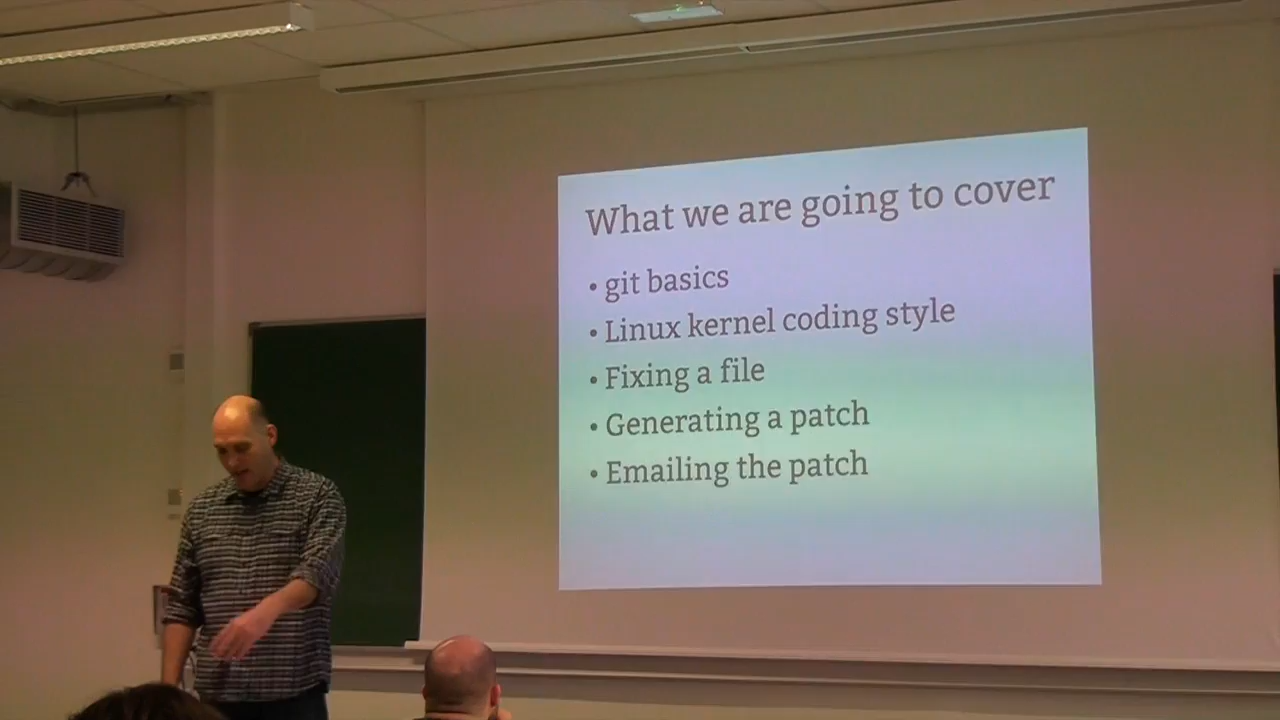 What we are going to cover
• git basics
• Linux kernel coding style
• Fixing a file
• Generating a patch
• Emailing the patch